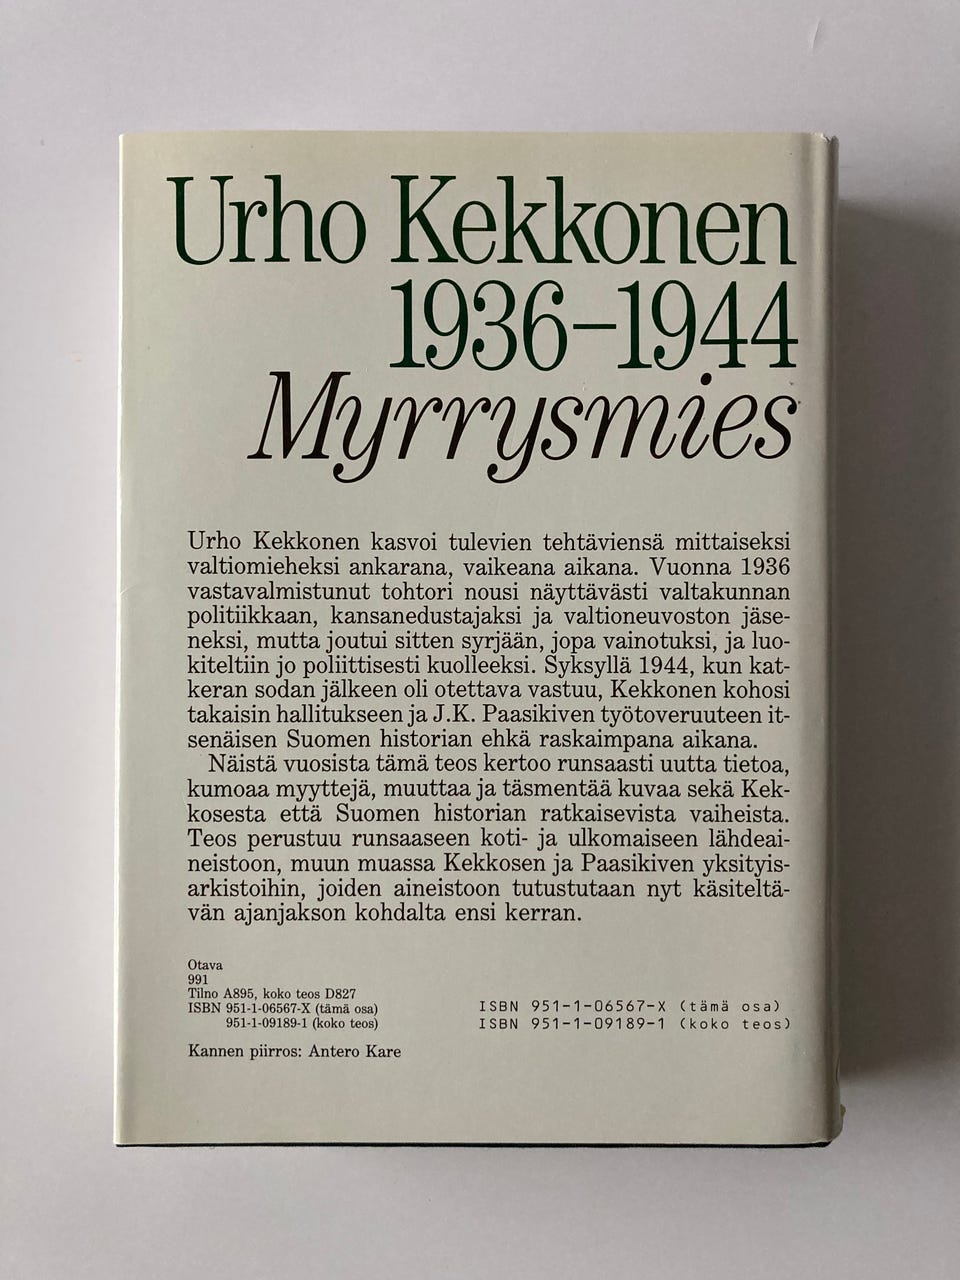 Urho Kekkonen
1936–1944
Myrrysmies
Urho Kekkonen kasvoi tulevien tehtäviensä mittaiseksi
valtiomieheksi ankarana, vaikeana aikana. Vuonna 1936
vastavalmistunut tohtori nousi näyttävästi valtakunnan
politiikkaan, kansanedustajaksi ja valtioneuvoston jäse-
neksi, mutta joutui sitten syrjään, jopa vainotuksi, ja luo-
kiteltiin jo poliittisesti kuolleeksi. Syksyllä 1944, kun kat-
keran sodan jälkeen oli otettava vastuu, Kekkonen kohosi
takaisin hallitukseen ja J.K. Paasikiven työtoveruuteen it-
senäisen Suomen historian ehkä raskaimpana aikana.
Näistä vuosista tämä teos kertoo runsaasti uutta tietoa,
kumoaa myyttejä, muuttaa ja täsmentää kuvaa sekä Kek-
kosesta että Suomen historian ratkaisevista vaiheista.
Teos perustuu runsaaseen koti- ja ulkomaiseen lähdeai-
neistoon, muun muassa Kekkosen ja Paasikiven yksityis-
arkistoihin, joiden aineistoon tutustutaan nyt käsiteltä-
vän ajanjakson kohdalta ensi kerran.
Otava
991
Tilno A895, koko teos D827
ISBN 951-1-06567-X (tämä osa)
951-1-09189-1 (koko teos)
Kannen piirros: Antero Kare
ISBN 951-1-06567-X (tämä osa)
ISBN 951-1-09189-1 (koko teos)